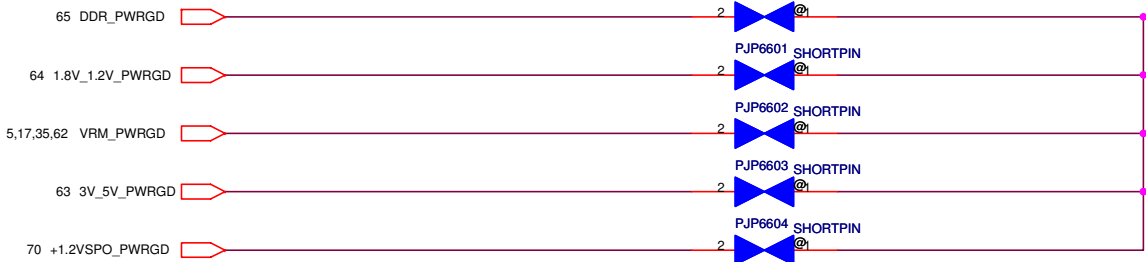 65 DDR_PWRGD 2 @1
PJP6601 SHORTPIN
64 1.8V_1.2V_PWRGD 2 @1
PJP6602 SHORTPIN
5,17,35,62 VRM_PWRGD 2 @1
PJP6603 SHORTPIN
63 3V_5V_PWRGD 2 @1
PJP6604 SHORTPIN
70 +1.2VSPO_PWRGD 2 @1